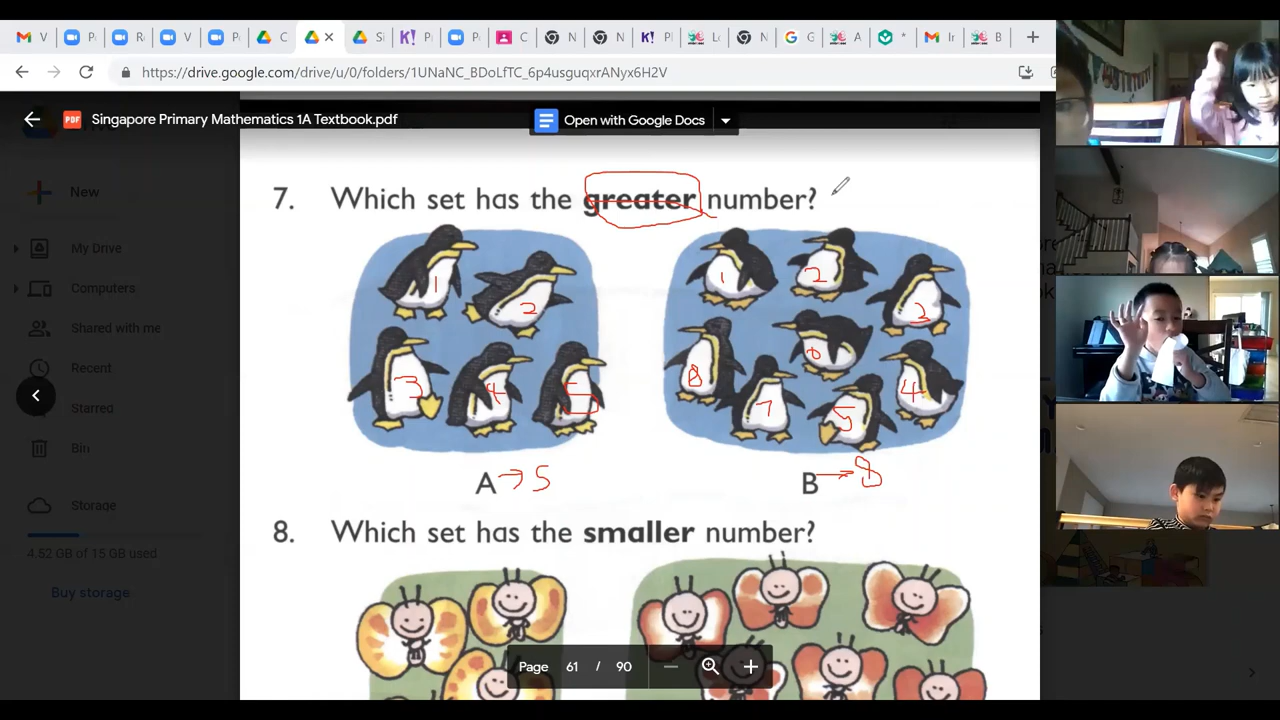 V
P
R
V
P
C
Si
P
P
C
N
N
P
L
N
G
A
*
Ir
B
https://drive.google.com/drive/u/0/folders/1UNaNC_BDoLfTC_6p4usguqxrANyx6H2V
PDF Singapore Primary Mathematics 1A Textbook.pdf
Open with Google Docs
New
My Drive
Computers
Shared with me
Recent
Starred
Bin
Storage
4.52 GB of 15 GB used
Buy storage
7. Which set has the greater number?
1 2
3 4 5
1 2 3
8 7 6 5 4
A → 5
B → 8
8. Which set has the smaller number?
Page 61 / 90